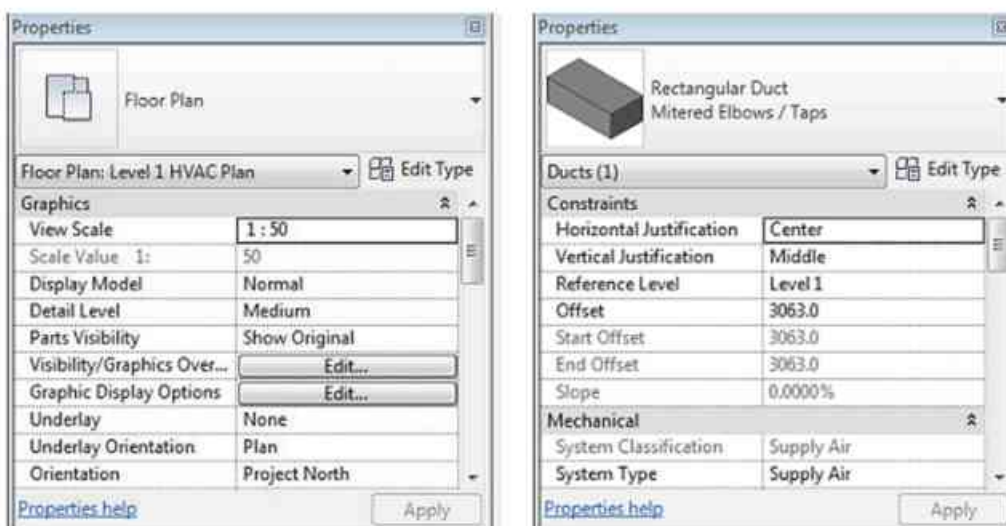 Properties
Floor Plan
Floor Plan: Level 1 HVAC Plan
Edit Type
Graphics
View Scale 1 : 50
Scale Value 1: 50
Display Model Normal
Detail Level Medium
Parts Visibility Show Original
Visibility/Graphics Over... Edit...
Graphic Display Options Edit...
Underlay None
Underlay Orientation Plan
Orientation Project North
Properties help Apply
Properties
Rectangular Duct
Mitered Elbows / Taps
Ducts (1)
Edit Type
Constraints
Horizontal Justification Center
Vertical Justification Middle
Reference Level Level 1
Offset 3063.0
Start Offset 3063.0
End Offset 3063.0
Slope 0.0000%
Mechanical
System Classification Supply Air
System Type Supply Air
Properties help Apply